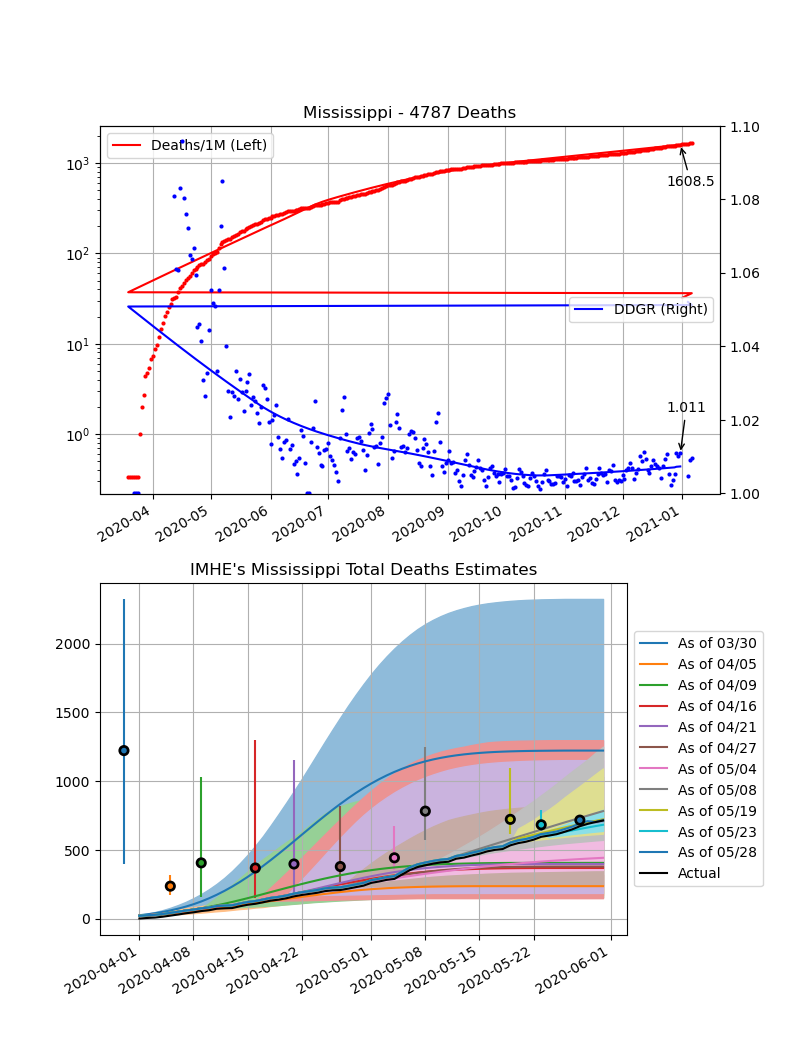 Mississippi - 4787 Deaths
Deaths/1M (Left)
10³
10²
10¹
10⁰
1.10
1.08
1.06
1.04
1.02
1.00
1608.5
DDGR (Right)
1.011
2020-04
2020-05
2020-06
2020-07
2020-08
2020-09
2020-10
2020-11
2020-12
2021-01
IMHE's Mississippi Total Deaths Estimates
2000
1500
1000
500
0
2020-04-01
2020-04-08
2020-04-15
2020-04-22
2020-05-01
2020-05-08
2020-05-15
2020-05-22
2020-06-01
As of 03/30
As of 04/05
As of 04/09
As of 04/16
As of 04/21
As of 04/27
As of 05/04
As of 05/08
As of 05/19
As of 05/23
As of 05/28
Actual